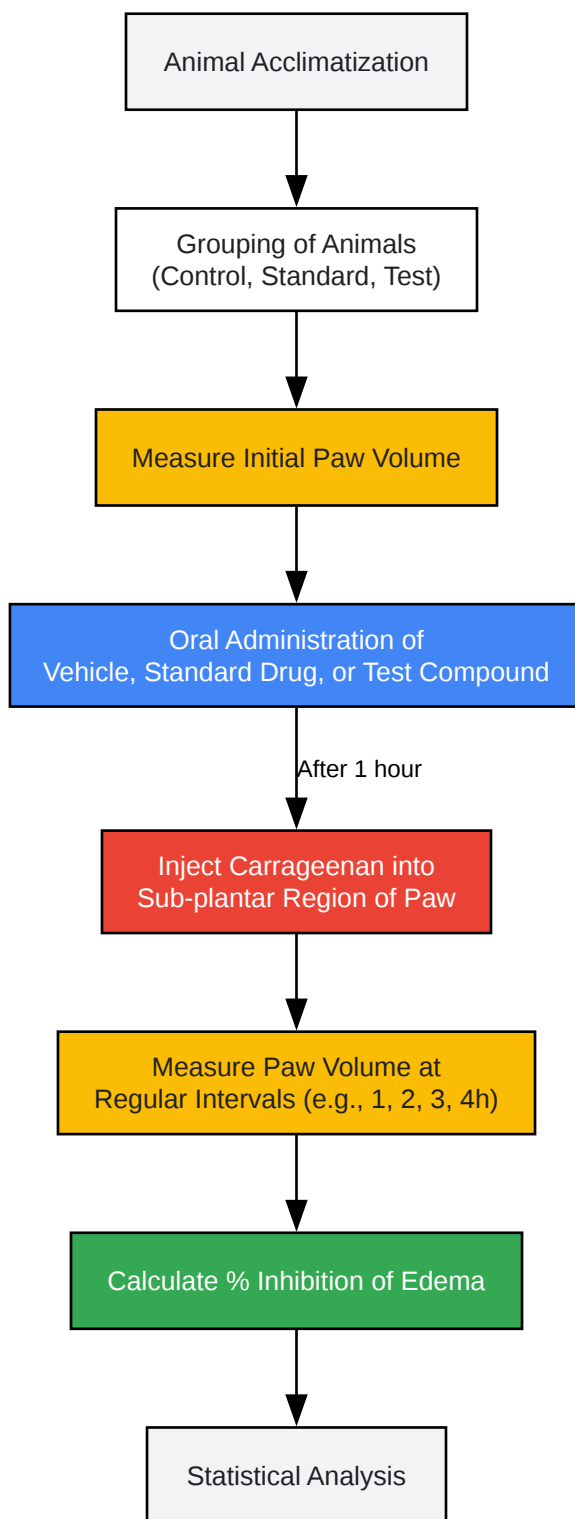 Animal Acclimatization
Grouping of Animals
(Control, Standard, Test)
Measure Initial Paw Volume
Oral Administration of
Vehicle, Standard Drug, or Test Compound
After 1 hour
Inject Carrageenan into
Sub-plantar Region of Paw
Measure Paw Volume at
Regular Intervals (e.g., 1, 2, 3, 4h)
Calculate % Inhibition of Edema
Statistical Analysis